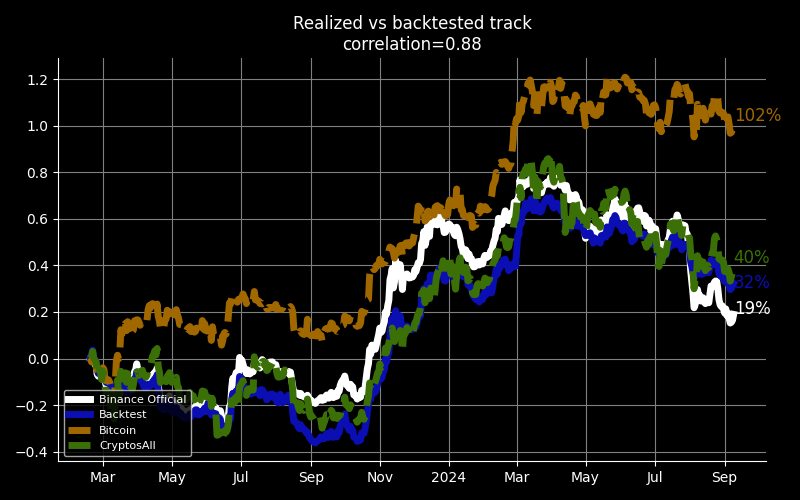 Realized vs backtested track
correlation=0.88
1.2
1.0
0.8
0.6
0.4
0.2
0.0
−0.2
−0.4
102%
40%
32%
19%
Binance Official
Backtest
Bitcoin
CryptosAll
Mar May Jul Sep Nov 2024 Mar May Jul Sep